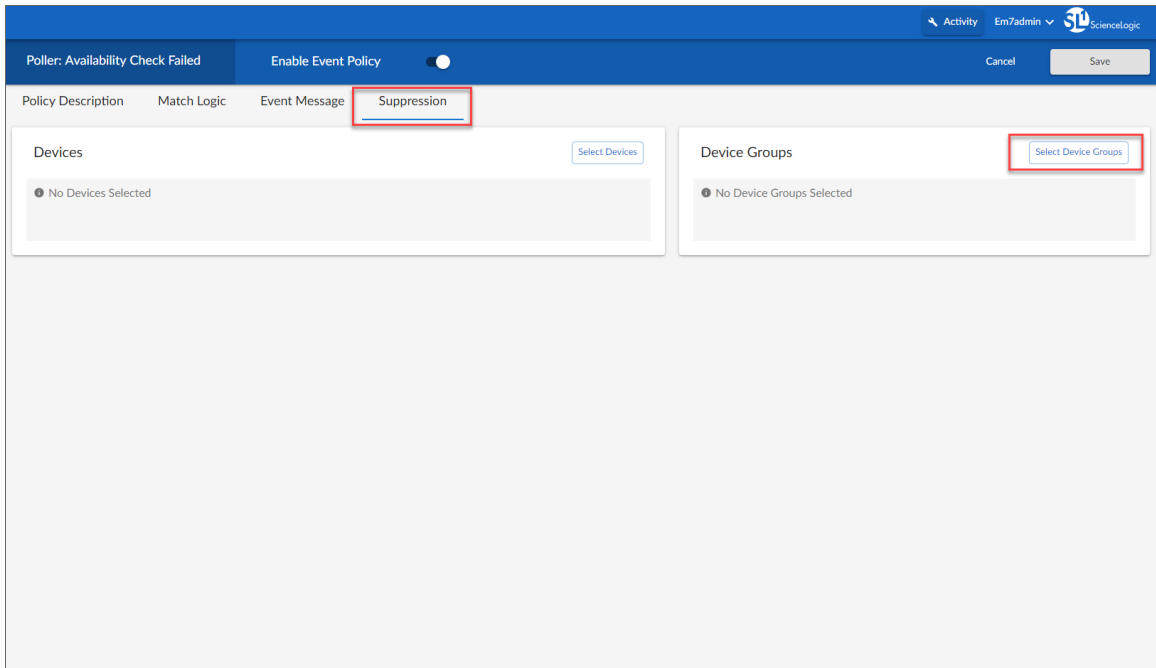 Activity Em7admin SL1 ScienceLogic
Poller: Availability Check Failed Enable Event Policy Cancel Save
Policy Description Match Logic Event Message Suppression
Devices Select Devices Device Groups Select Device Groups
No Devices Selected No Device Groups Selected